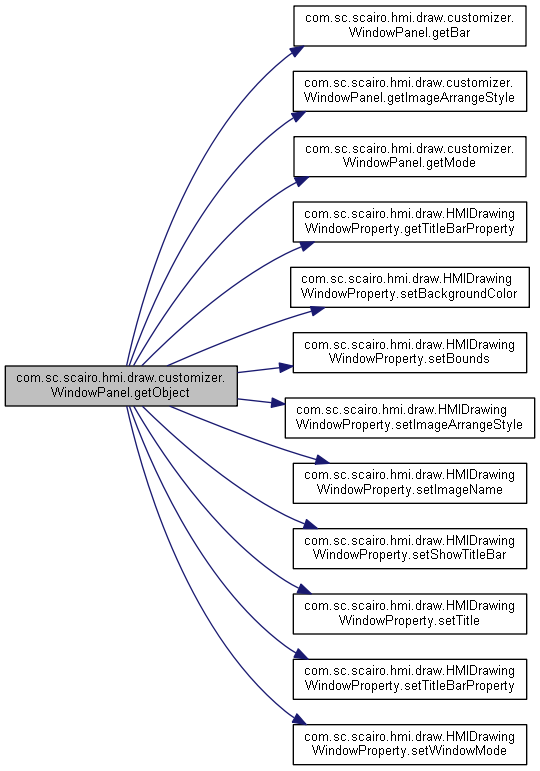 com.sc.scairo.hmi.draw.customizer.
WindowPanel.getBar
com.sc.scairo.hmi.draw.customizer.
WindowPanel.getImageArrangeStyle
com.sc.scairo.hmi.draw.customizer.
WindowPanel.getMode
com.sc.scairo.hmi.draw.HMIDrawing
WindowProperty.getTitleBarProperty
com.sc.scairo.hmi.draw.HMIDrawing
WindowProperty.setBackgroundColor
com.sc.scairo.hmi.draw.HMIDrawing
WindowProperty.setBounds
com.sc.scairo.hmi.draw.customizer.
WindowPanel.getObject
com.sc.scairo.hmi.draw.HMIDrawing
WindowProperty.setImageArrangeStyle
com.sc.scairo.hmi.draw.HMIDrawing
WindowProperty.setImageName
com.sc.scairo.hmi.draw.HMIDrawing
WindowProperty.setShowTitleBar
com.sc.scairo.hmi.draw.HMIDrawing
WindowProperty.setTitle
com.sc.scairo.hmi.draw.HMIDrawing
WindowProperty.setTitleBarProperty
com.sc.scairo.hmi.draw.HMIDrawing
WindowProperty.setWindowMode